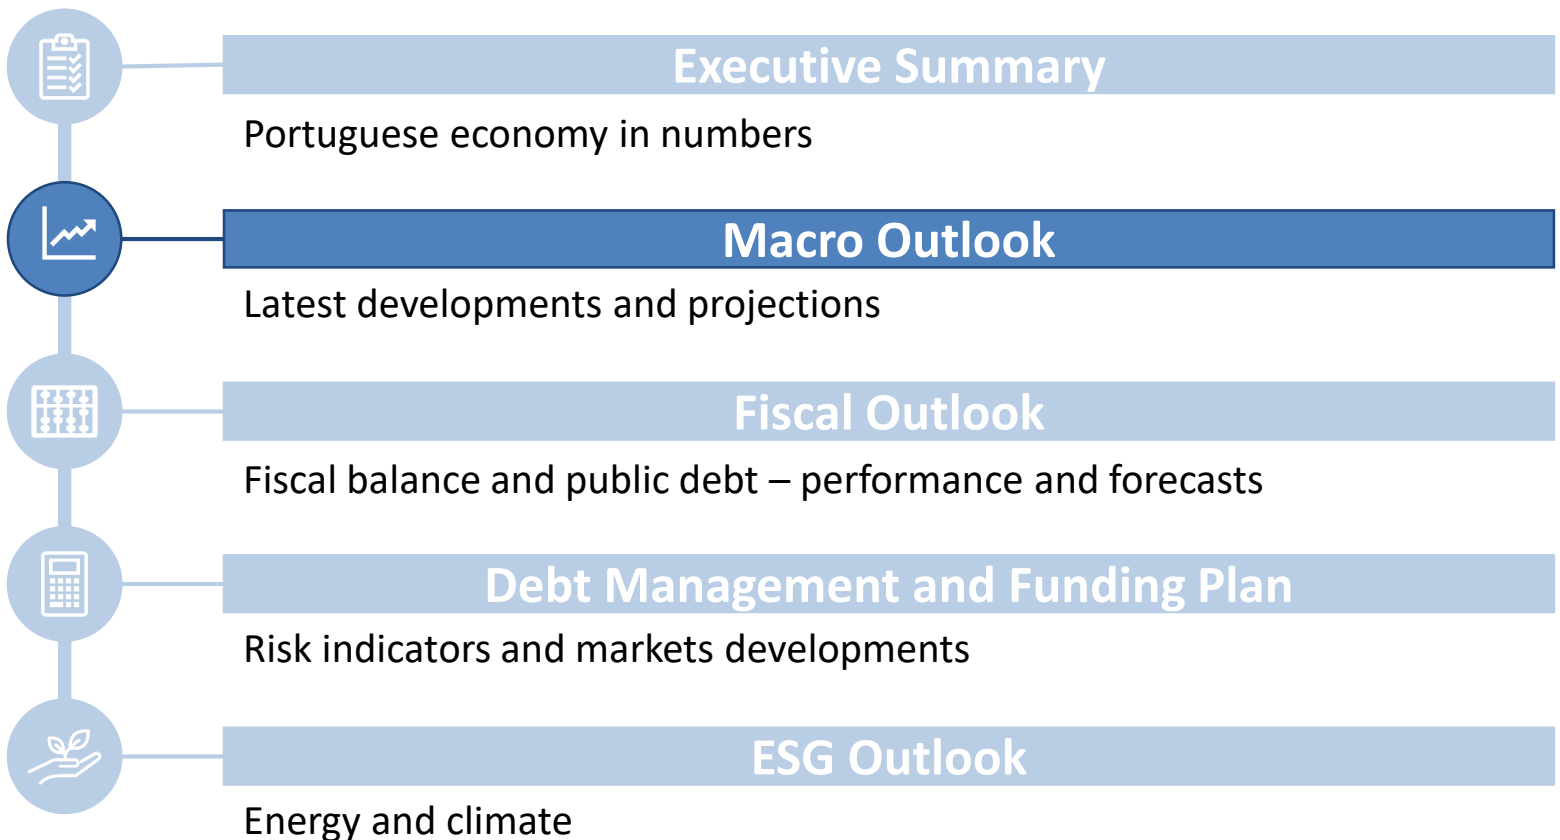 Executive Summary
Portuguese economy in numbers
Macro Outlook
Latest developments and projections
Fiscal Outlook
Fiscal balance and public debt – performance and forecasts
Debt Management and Funding Plan
Risk indicators and markets developments
ESG Outlook
Energy and climate